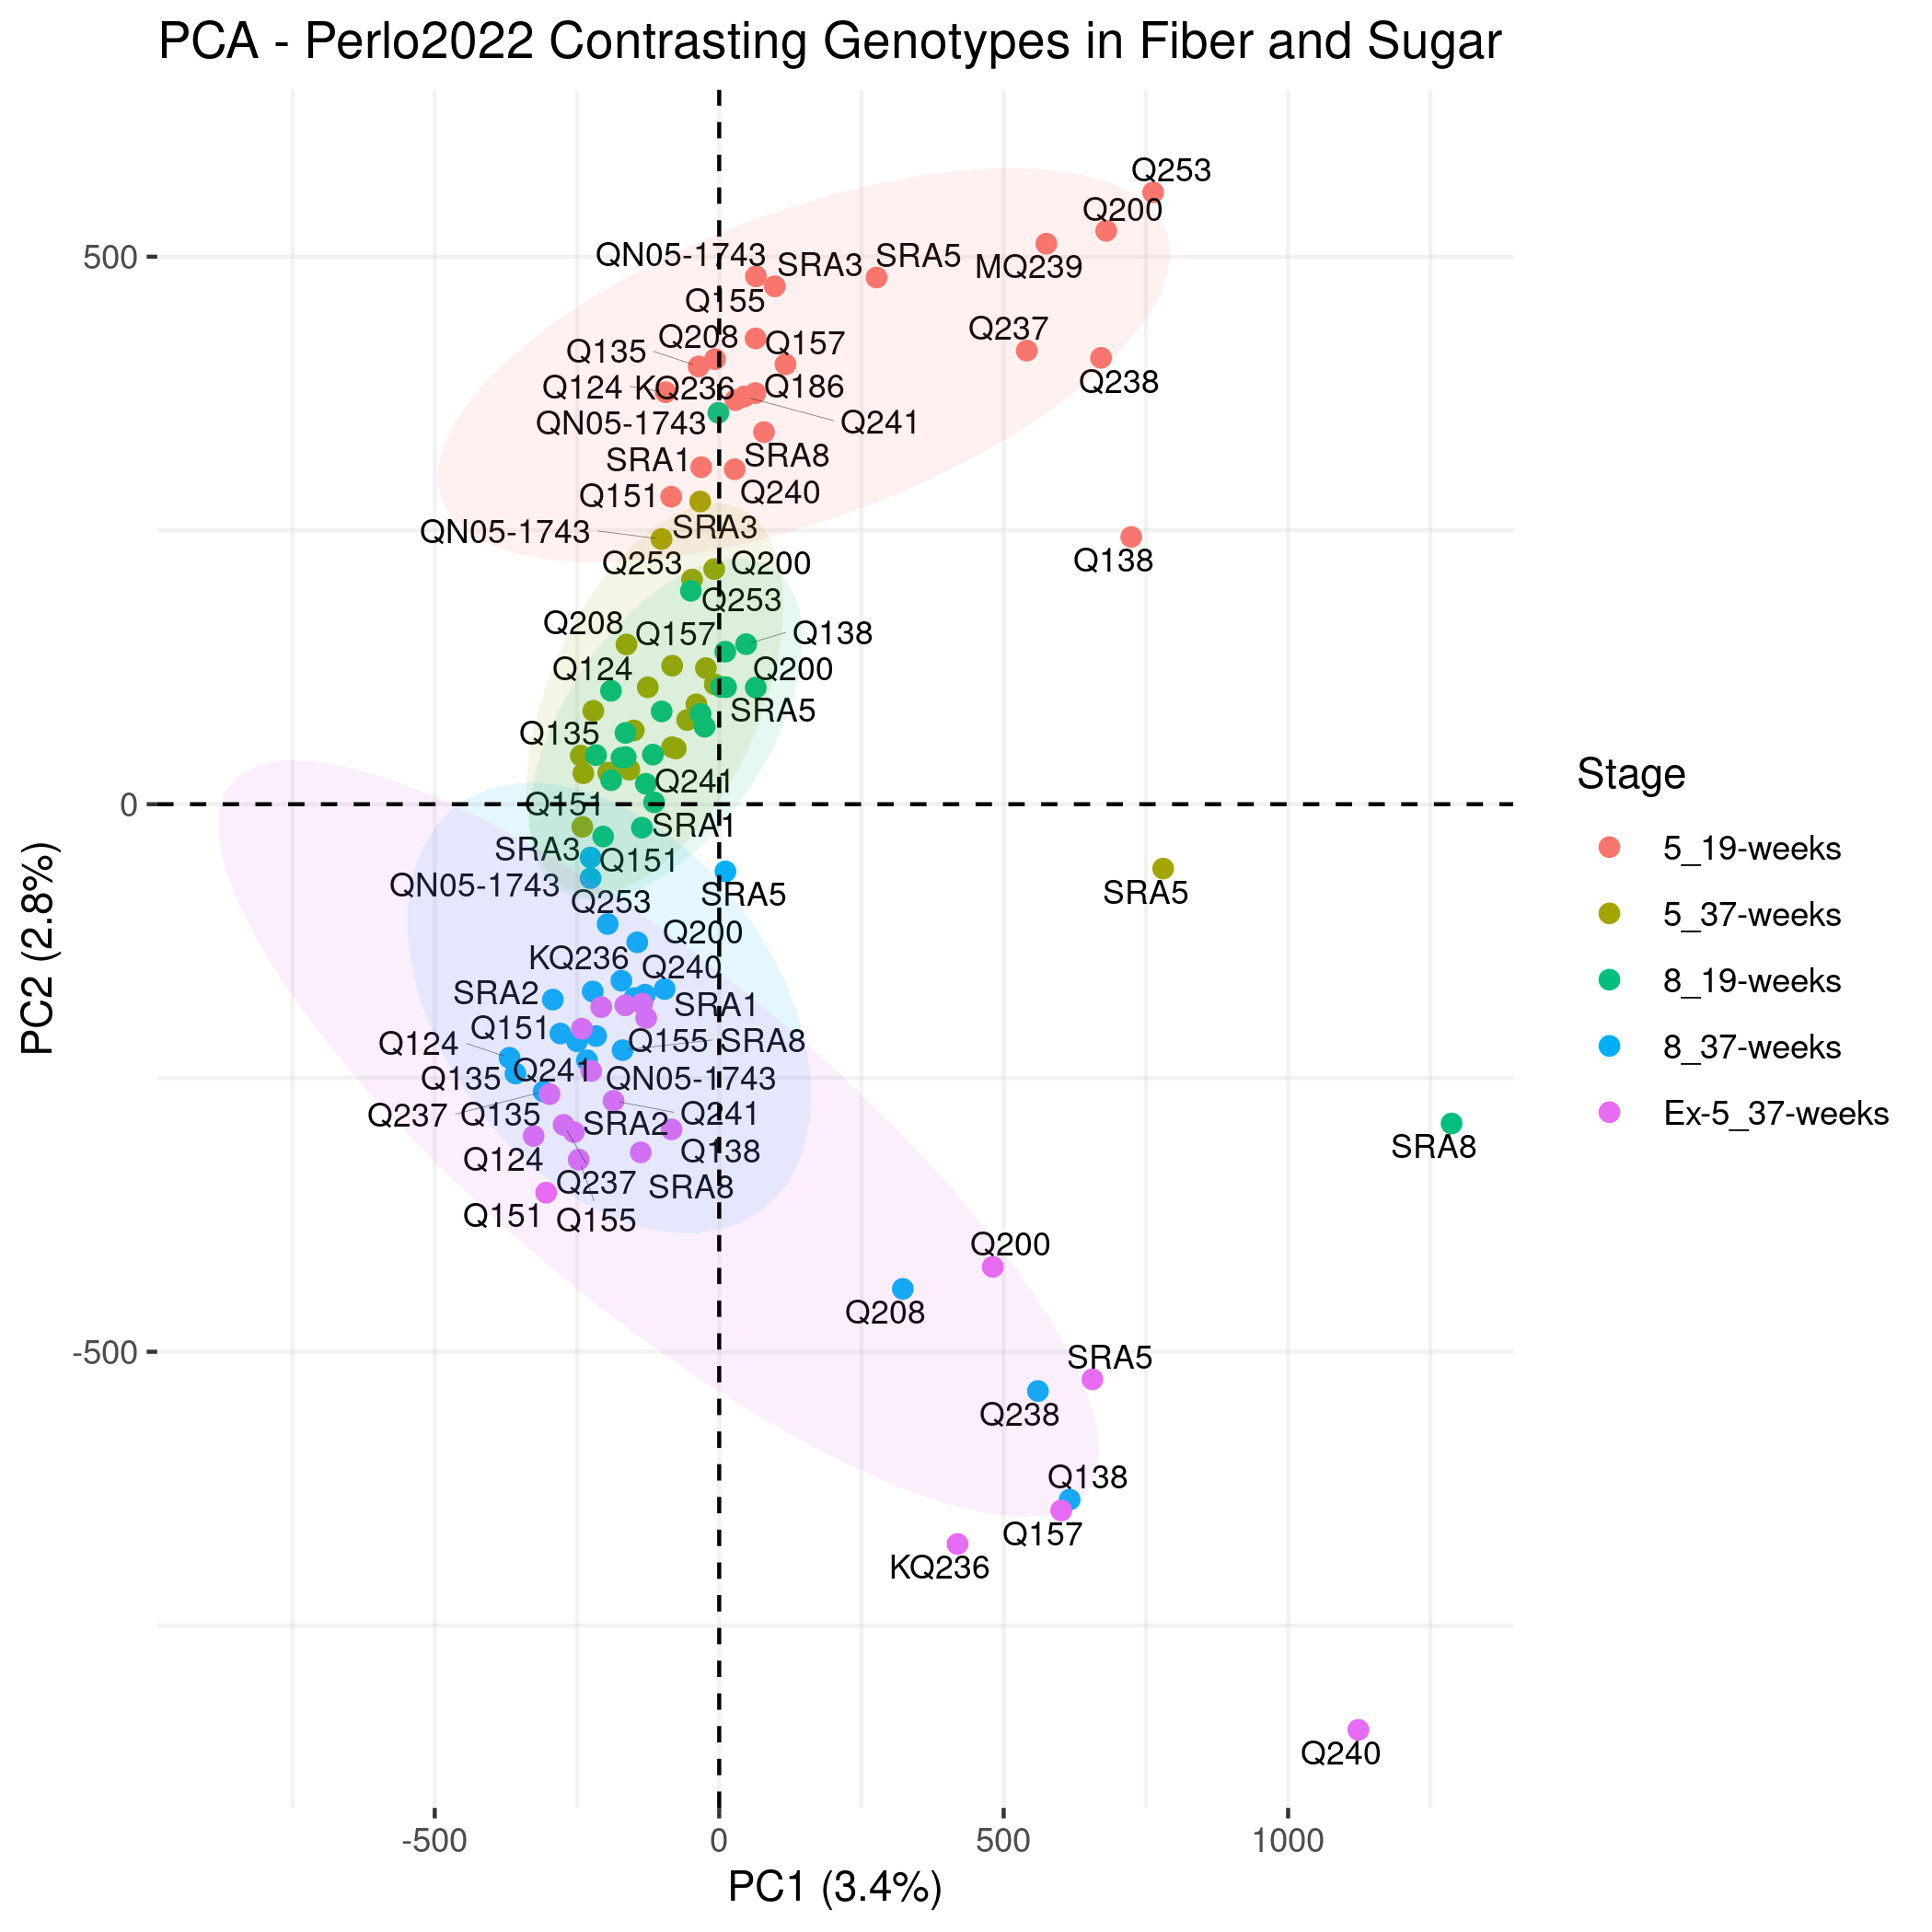 PCA - Perlo2022 Contrasting Genotypes in Fiber and Sugar
Q253
Q200
QN05-1743
SRA3
SRA5
MQ239
500
Q155
Q237
Q208
Q157
Q135
Q238
Q124
KQ236
Q186
QN05-1743
Q241
SRA1
SRA8
Q151
Q240
QN05-1743
SRA3
Q253
Q200
Q138
Q253
Q208
Q157
Q138
Q124
Q200
SRA5
Q135
Q241
0
Q151
SRA1
SRA3
Q151
QN05-1743
SRA5
SRA5
Q253
Q200
KQ236
Q240
SRA2
SRA1
Q151
Q124
Q155
SRA8
Q135
Q241
QN05-1743
Q237
Q135
Q241
SRA2
Q124
Q138
SRA8
Q237
SRA8
Q151
Q155
Q200
Q208
-500
SRA5
Q238
Q138
Q157
KQ236
Q240
-500
0
500
1000
PC1 (3.4%)
PC2 (2.8%)
Stage
5_19-weeks
5_37-weeks
8_19-weeks
8_37-weeks
Ex-5_37-weeks